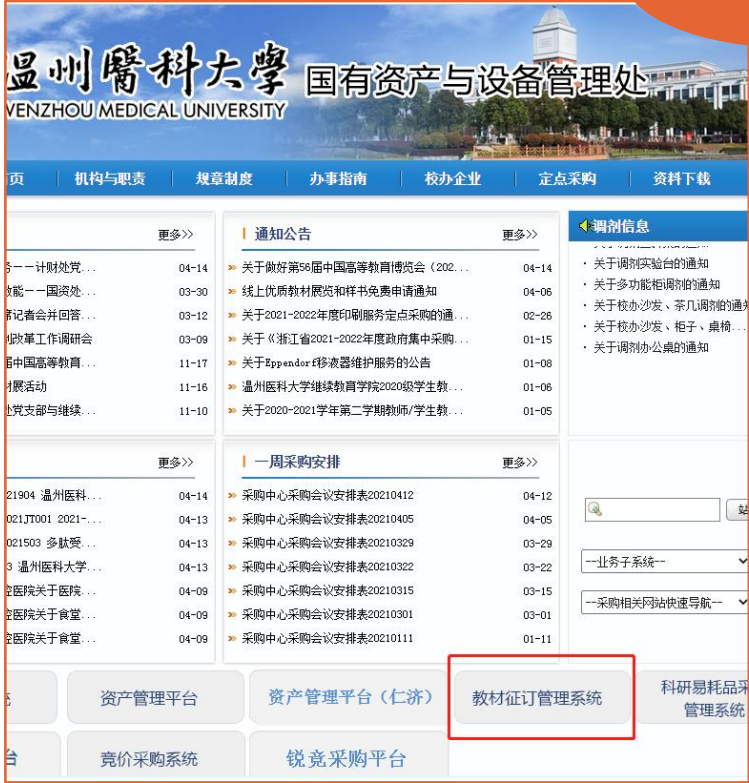 温州醫科大學 国有资产与设备管理处
WENZHOU MEDICAL UNIVERSITY
首页 机构与职责 规章制度 办事指南 校办企业 定点采购 资料下载
更多>>
计财处党... 04-14
国资处... 03-30
记者会并回答... 03-12
改革工作调研会 03-09
中国高等教育... 11-17
展活动 11-16
党支部与继续... 11-10
通知公告 更多>>
关于做好第56届中国高等教育博览会（202... 04-14
线上优质教材展览和样书免费申请通知 04-06
关于2021-2022年度印刷服务定点采购的通... 02-26
关于《浙江省2021-2022年度政府集中采购... 01-15
关于Eppendorf移液器维护服务的公告 01-08
温州医科大学继续教育学院2020级学生教... 01-06
关于2020-2021学年第二学期教师/学生教... 01-05
调剂信息
· 关于调剂实验台的通知
· 关于多功能柜调剂的通知
· 关于校办沙发、茶几调剂的通知
· 关于校办沙发、柜子、桌椅...
· 关于调剂办公桌的通知
更多>>
21904 温州医科... 04-14
021JT001 2021-... 04-13
021503 多肽受... 04-13
3 温州医科大学... 04-13
医院关于医院... 04-09
医院关于食堂... 04-09
医院关于食堂... 04-09
一周采购安排 更多>>
采购中心采购会议安排表20210412 04-12
采购中心采购会议安排表20210405 04-05
采购中心采购会议安排表20210329 03-29
采购中心采购会议安排表20210322 03-22
采购中心采购会议安排表20210315 03-15
采购中心采购会议安排表20210301 03-01
采购中心采购会议安排表20210111 01-11
站
--业务子系统--
--采购相关网站快速导航--
资产管理平台
资产管理平台（仁济）
教材征订管理系统
科研易耗品采
管理系统
台
竞价采购系统
锐竞采购平台